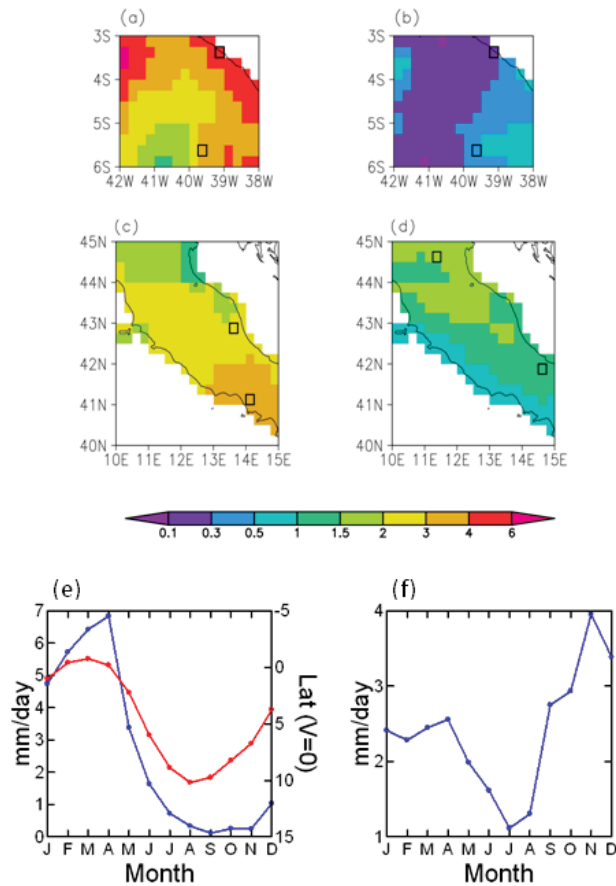 (a) (b)
3S 3S
4S 4S
5S 5S
6S 6S
42W 41W 40W 39W 38W 42W 41W 40W 39W 38W
(c) (d)
45N 45N
44N 44N
43N 43N
42N 42N
41N 41N
40N 40N
10E 11E 12E 13E 14E 15E 10E 11E 12E 13E 14E 15E
0.1 0.3 0.5 1 1.5 2 3 4 6
(e) (f)
7 -5 4
6
5 -0
4 3
mm/day Lat (V=0) mm/day
3 5
2 10 2
1
0 15 1
J F M A M J J A S O N D J F M A M J J A S O N D
Month Month